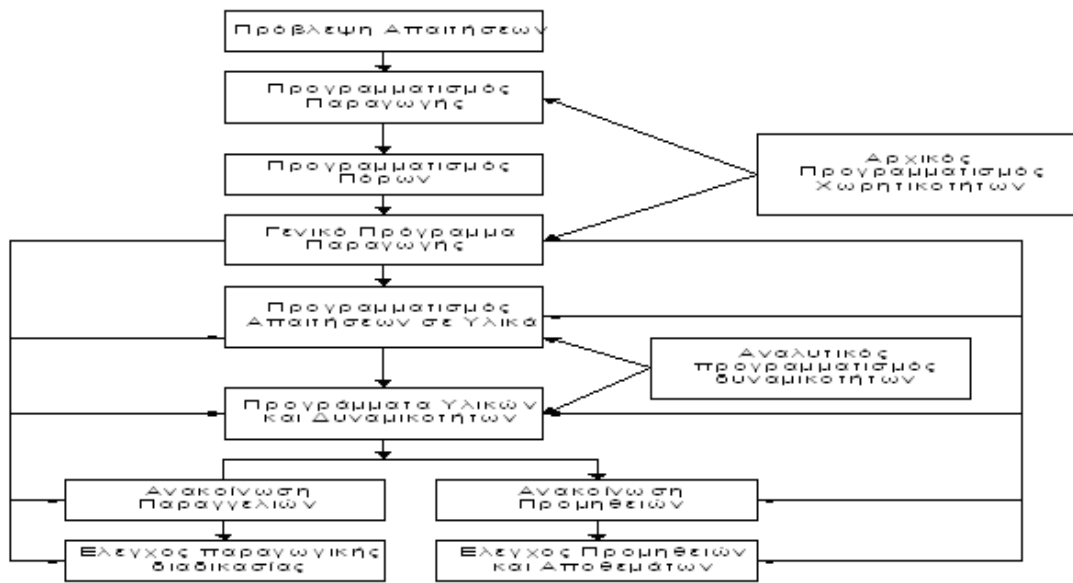 Πρόβλεψη Απαιτήσεων
Προγραμματισμός
Παραγωγής
Προγραμματισμός
Πόρων
Αρχικός
Προγραμματισμός
Χωρητικοτήτων
Γενικό Πρόγραμμα
Παραγωγής
Προγραμματισμός
Απαιτήσεων σε Υλικά
Αναλυτικός
προγραμματισμός
δυναμικοτήτων
Προγράμματα Υλικών
και Δυναμικοτήτων
Ανακοίνωση
Παραγγελιών
Ανακοίνωση
Προμηθειών
Ελεγχος παραγωγικής
διαδικασίας
Ελεγχος Προμηθειών
και Αποθεμάτων